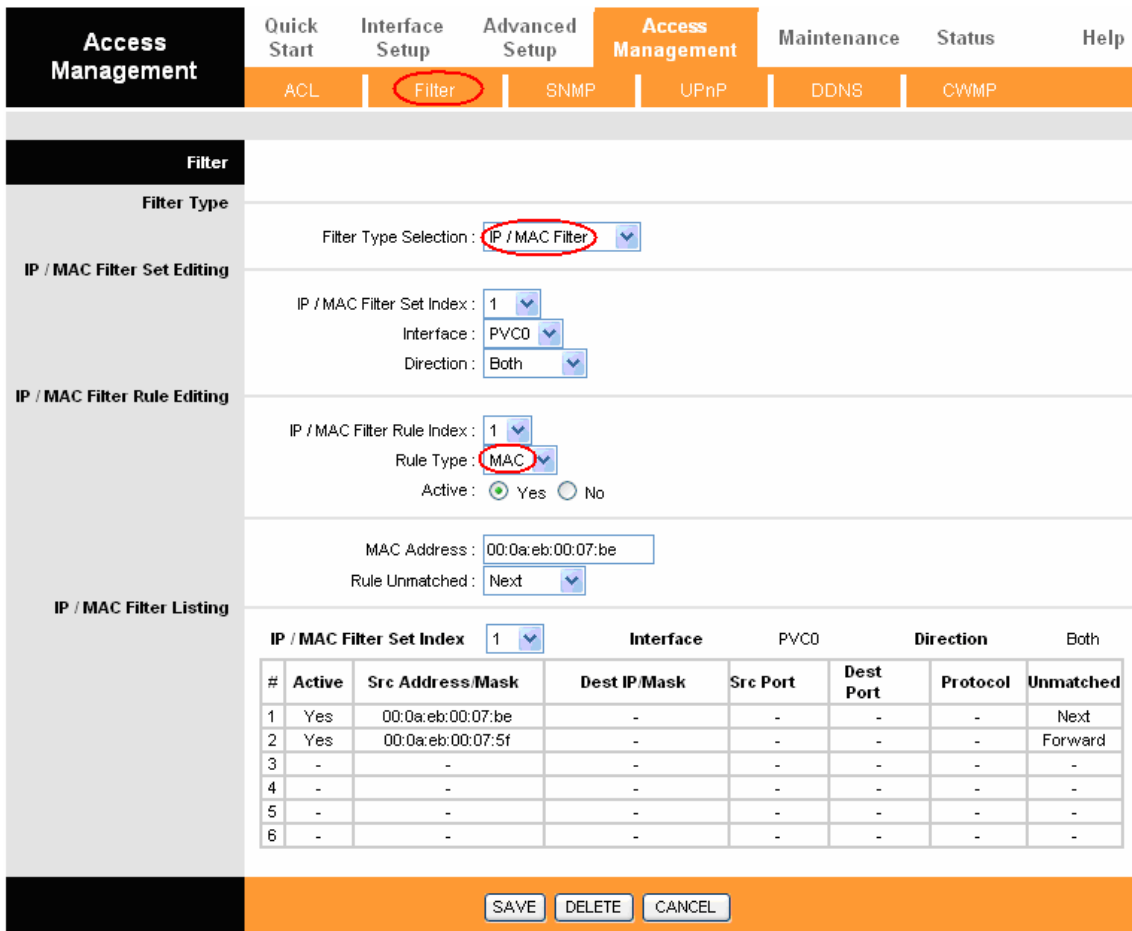 Access Management
Quick Start
Interface Setup
Advanced Setup
Access Management
Maintenance
Status
Help
ACL
Filter
SNMP
UPnP
DDNS
CWMP
Filter
Filter Type
Filter Type Selection : IP / MAC Filter
IP / MAC Filter Set Editing
IP / MAC Filter Set Index : 1
Interface : PVC0
Direction : Both
IP / MAC Filter Rule Editing
IP / MAC Filter Rule Index : 1
Rule Type : MAC
Active : Yes No
MAC Address : 00:0a:eb:00:07:be
Rule Unmatched : Next
IP / MAC Filter Listing
IP / MAC Filter Set Index 1 Interface PVC0 Direction Both
# Active Src Address/Mask Dest IP/Mask Src Port Dest Port Protocol Unmatched
1 Yes 00:0a:eb:00:07:be - - - - Next
2 Yes 00:0a:eb:00:07:5f - - - - Forward
3 - - - - - - -
4 - - - - - - -
5 - - - - - - -
6 - - - - - - -
SAVE DELETE CANCEL